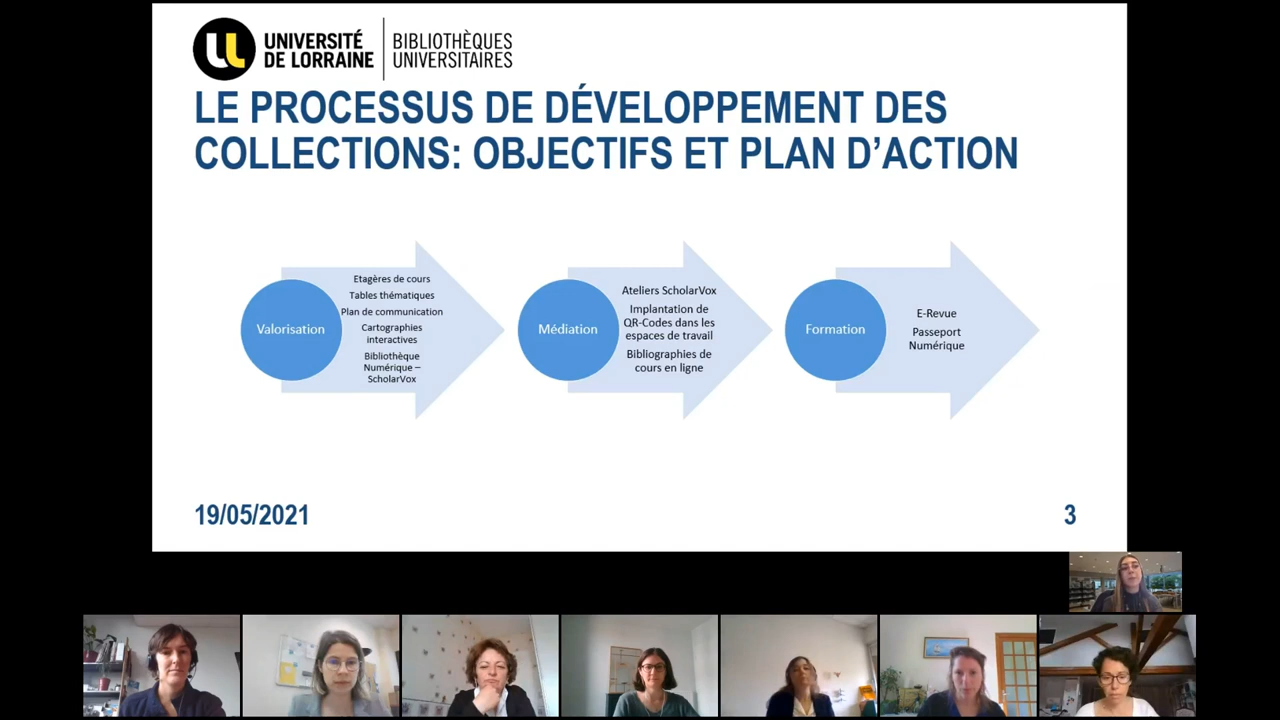 UNIVERSITÉ
DE LORRAINE
BIBLIOTHÈQUES
UNIVERSITAIRES
LE PROCESSUS DE DÉVELOPPEMENT DES
COLLECTIONS: OBJECTIFS ET PLAN D’ACTION
Valorisation
Etagères de cours
Tables thématiques
Plan de communication
Cartographies
interactives
Bibliothèque
Numérique –
ScholarVox
Médiation
Ateliers ScholarVox
Implantation de
QR-Codes dans les
espaces de travail
Bibliographies de
cours en ligne
Formation
E-Revue
Passeport
Numérique
19/05/2021
3